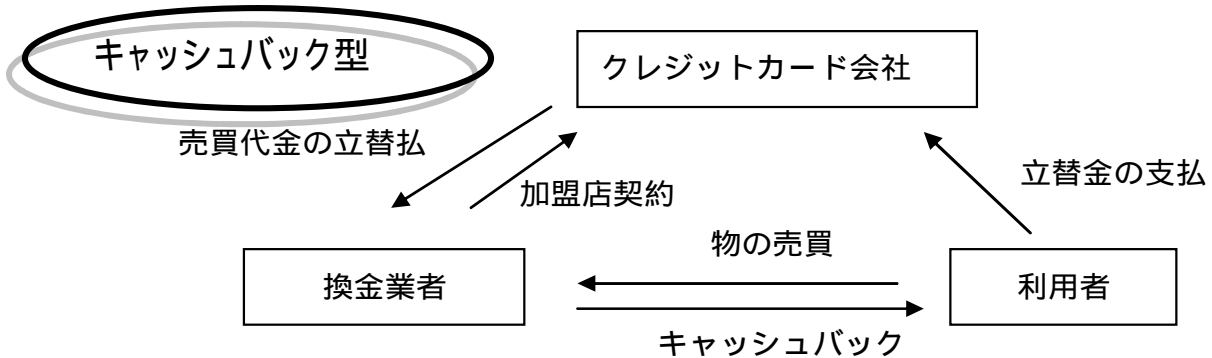 キャッシュバック型
クレジットカード会社
売買代金の立替払
立替金の支払
加盟店契約
物の売買
換金業者
利用者
キャッシュバック